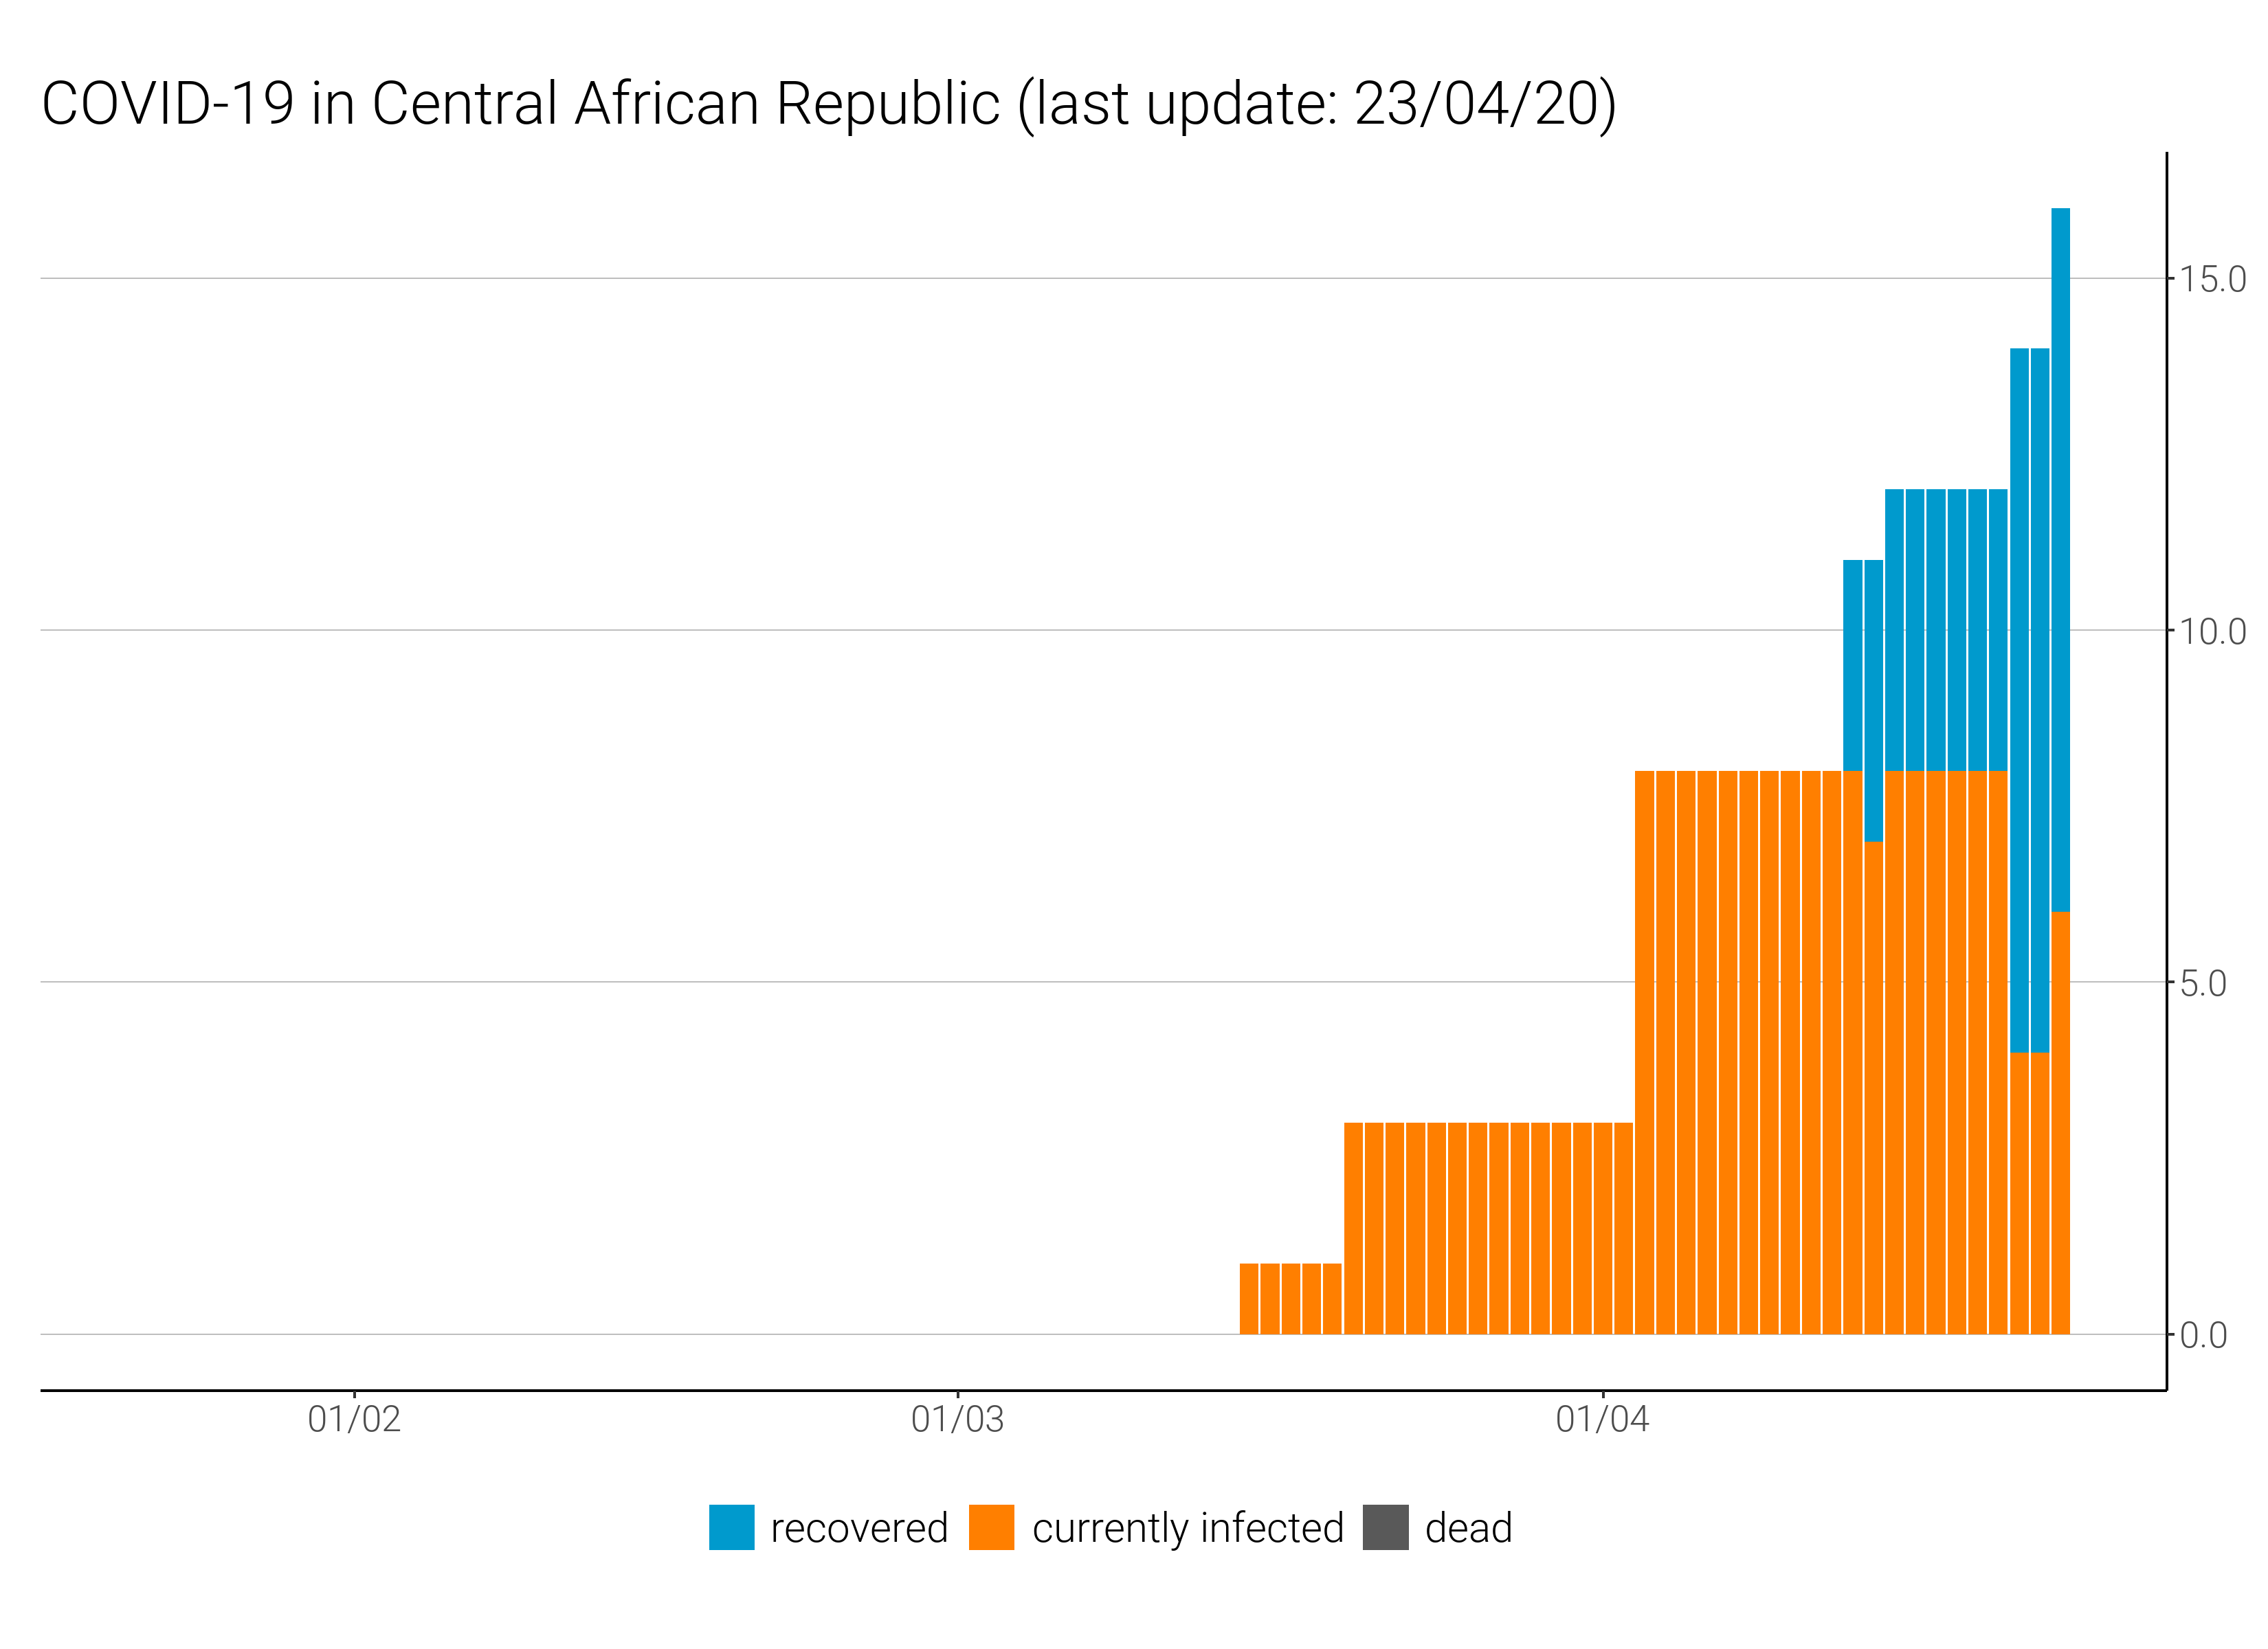 COVID-19 in Central African Republic (last update: 23/04/20)
15.0
10.0
5.0
0.0
01/02 01/03 01/04
recovered currently infected dead